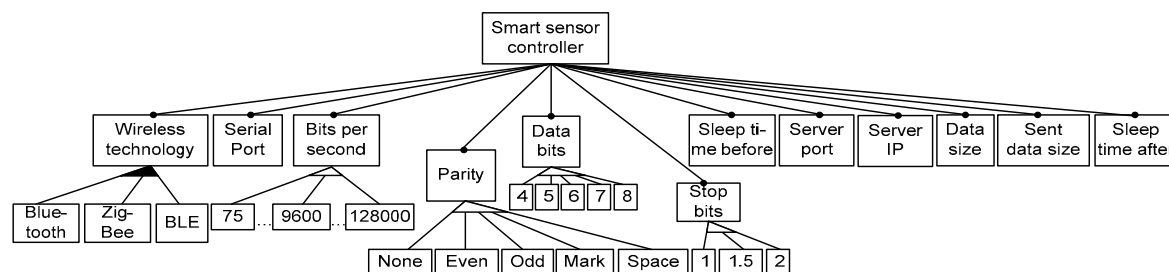 Smart sensor
controller
Wireless
technology
Serial
Port
Bits per
second
Parity
Data
bits
Stop
bits
Sleep ti-
me before
Server
port
Server
IP
Data
size
Sent
data size
Sleep
time after
Blue-
tooth
Zig-
Bee
BLE
75 ... 9600 ... 128000
4 5 6 7 8
None Even Odd Mark Space
1 1.5 2